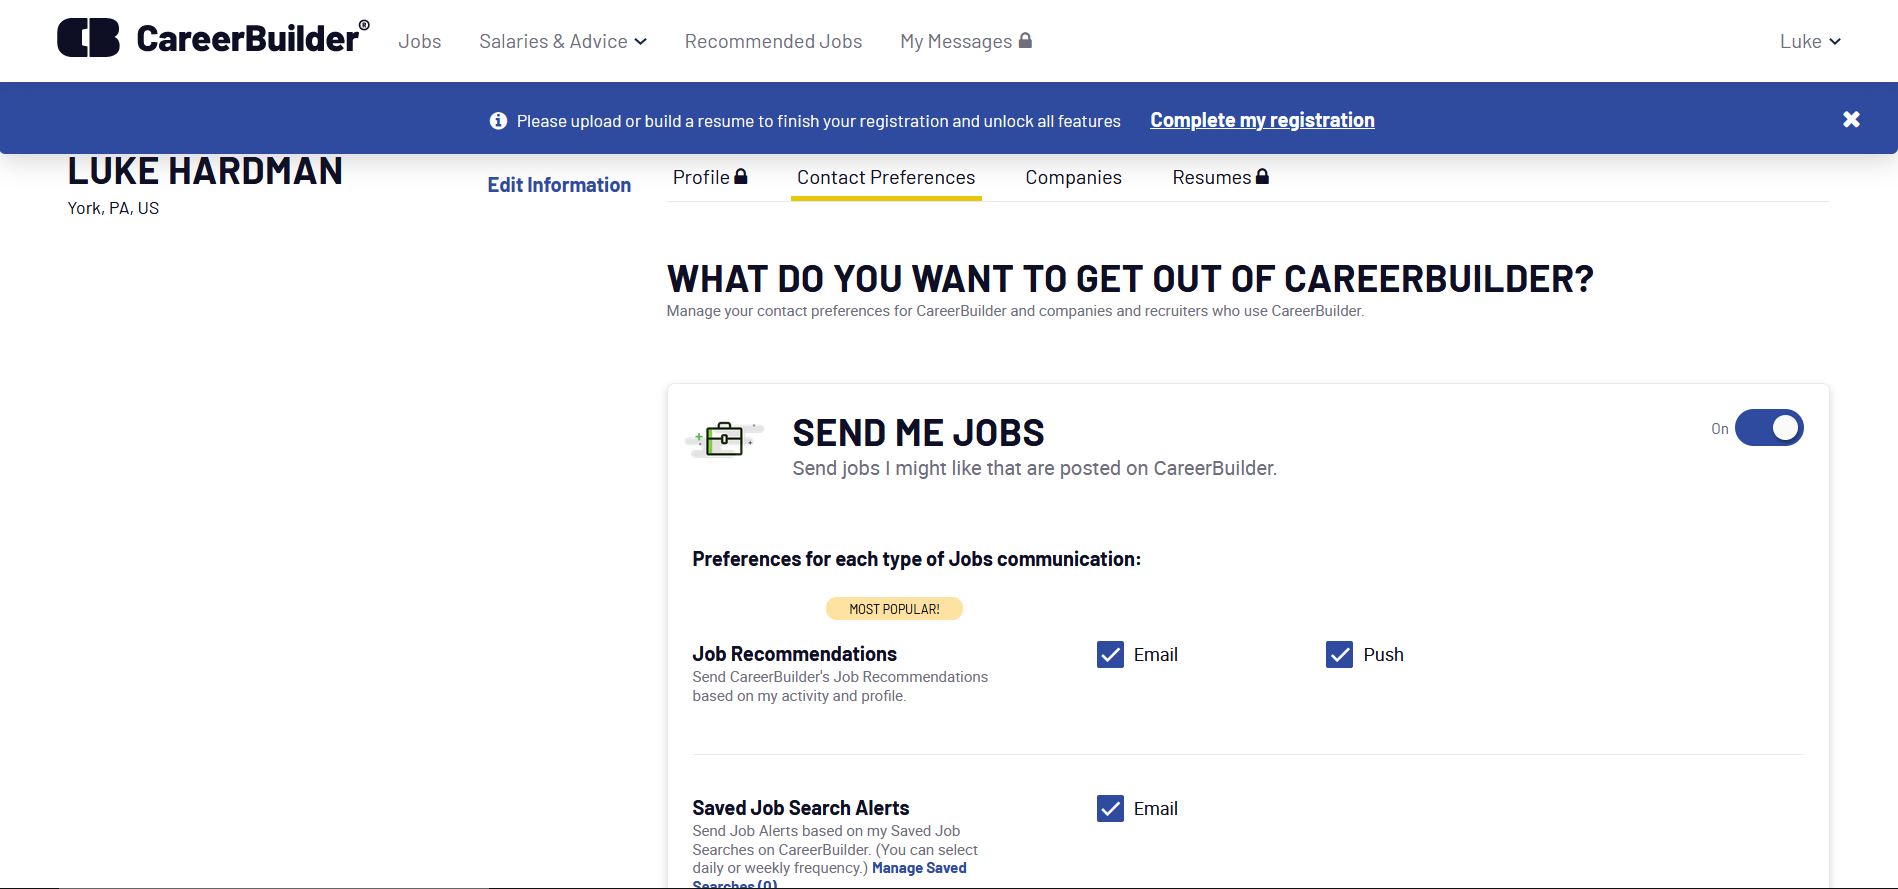 CareerBuilder®
Jobs
Salaries & Advice
Recommended Jobs
My Messages
Luke
Please upload or build a resume to finish your registration and unlock all features
Complete my registration
LUKE HARDMAN
York, PA, US
Edit Information
Profile
Contact Preferences
Companies
Resumes
WHAT DO YOU WANT TO GET OUT OF CAREERBUILDER?
Manage your contact preferences for CareerBuilder and companies and recruiters who use CareerBuilder.
SEND ME JOBS
Send jobs I might like that are posted on CareerBuilder.
On
Preferences for each type of Jobs communication:
MOST POPULAR!
Job Recommendations
Send CareerBuilder's Job Recommendations
based on my activity and profile.
Email
Push
Saved Job Search Alerts
Send Job Alerts based on my Saved Job
Searches on CareerBuilder. (You can select
daily or weekly frequency.) Manage Saved
Searches (0)
Email